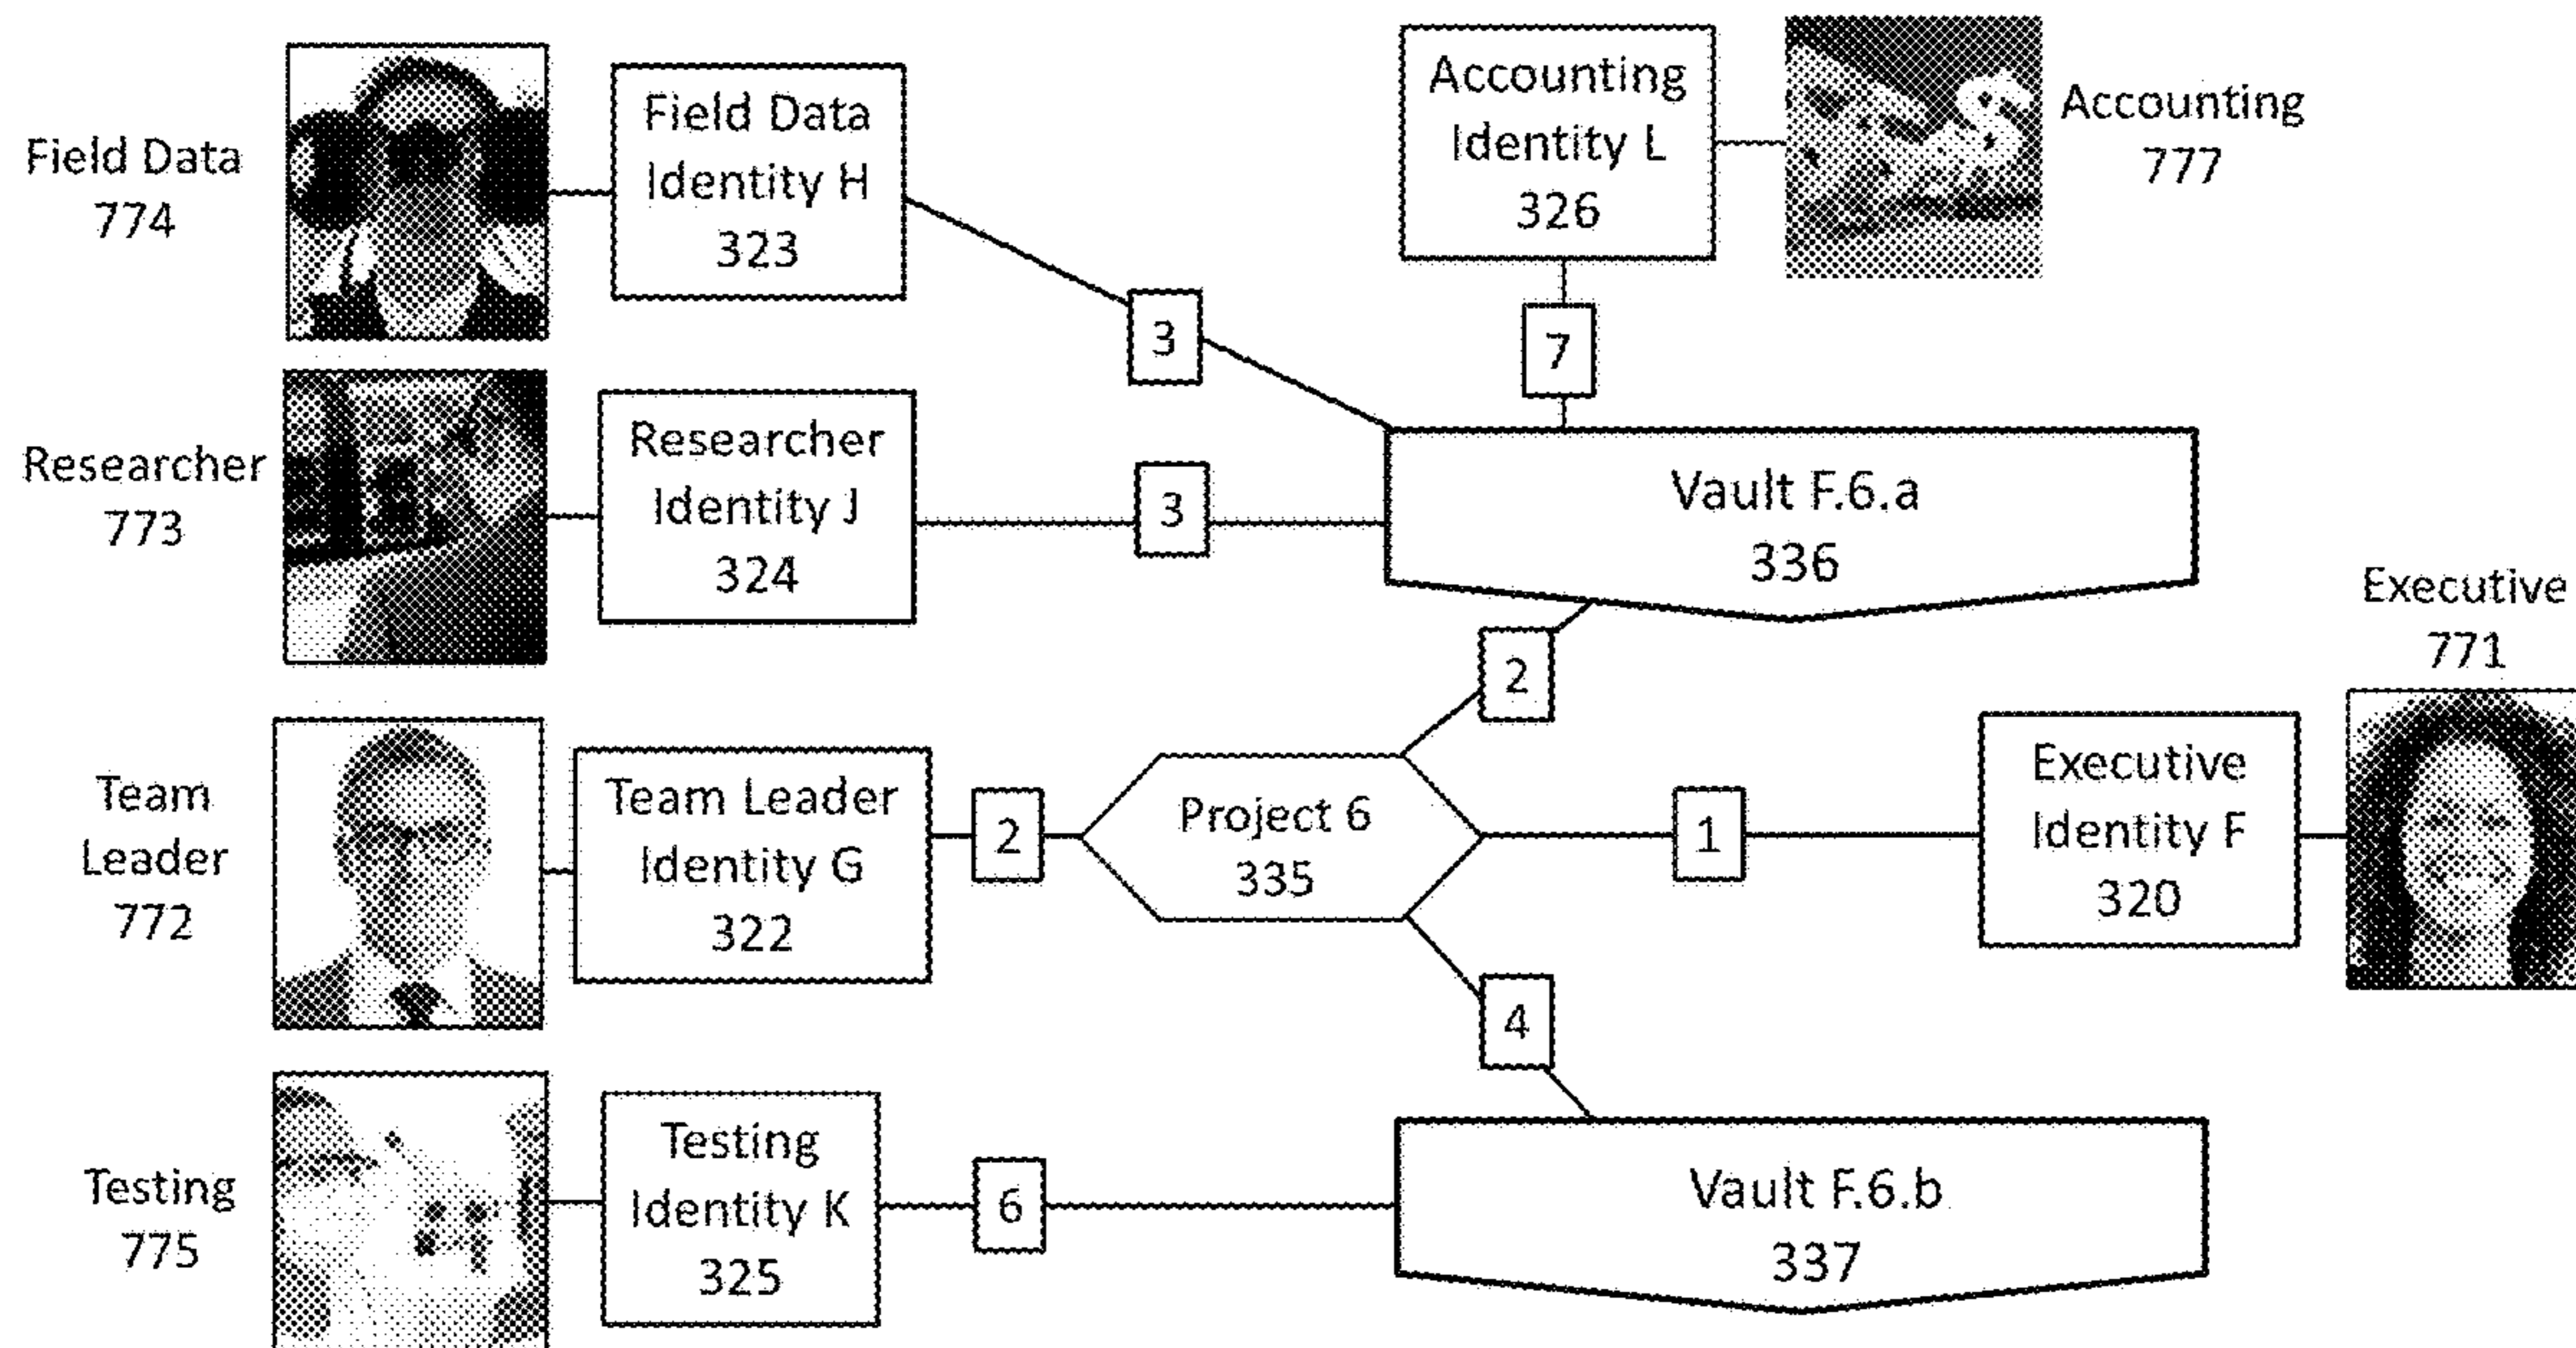 Field Data
774
Field Data
Identity H
323
Accounting
Identity L
326
Accounting
777
3
7
Researcher
773
Researcher
Identity J
324
3
Vault F.6.a
336
2
Executive
771
Team
Leader
772
Team Leader
Identity G
322
2
Project 6
335
1
Executive
Identity F
320
4
Testing
775
Testing
Identity K
325
6
Vault F.6.b
337